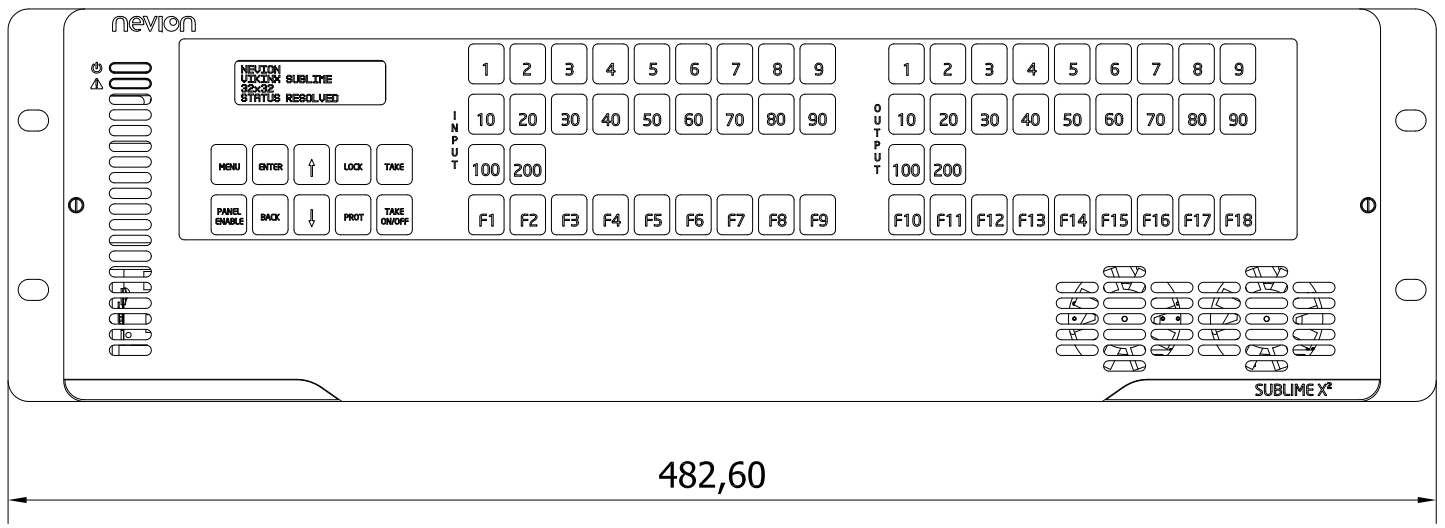 nevion
NEVION
VIKINX SUBLIME
32x32
STATUS RESOLVED
MENU ENTER ↑ LOCK TAKE
PANEL ENABLE BACK ↓ PROT TAKE ON/OFF
INPUT
1 2 3 4 5 6 7 8 9
10 20 30 40 50 60 70 80 90
100 200
F1 F2 F3 F4 F5 F6 F7 F8 F9
OUTPUT
1 2 3 4 5 6 7 8 9
10 20 30 40 50 60 70 80 90
100 200
F10 F11 F12 F13 F14 F15 F16 F17 F18
SUBLIME X²
482,60